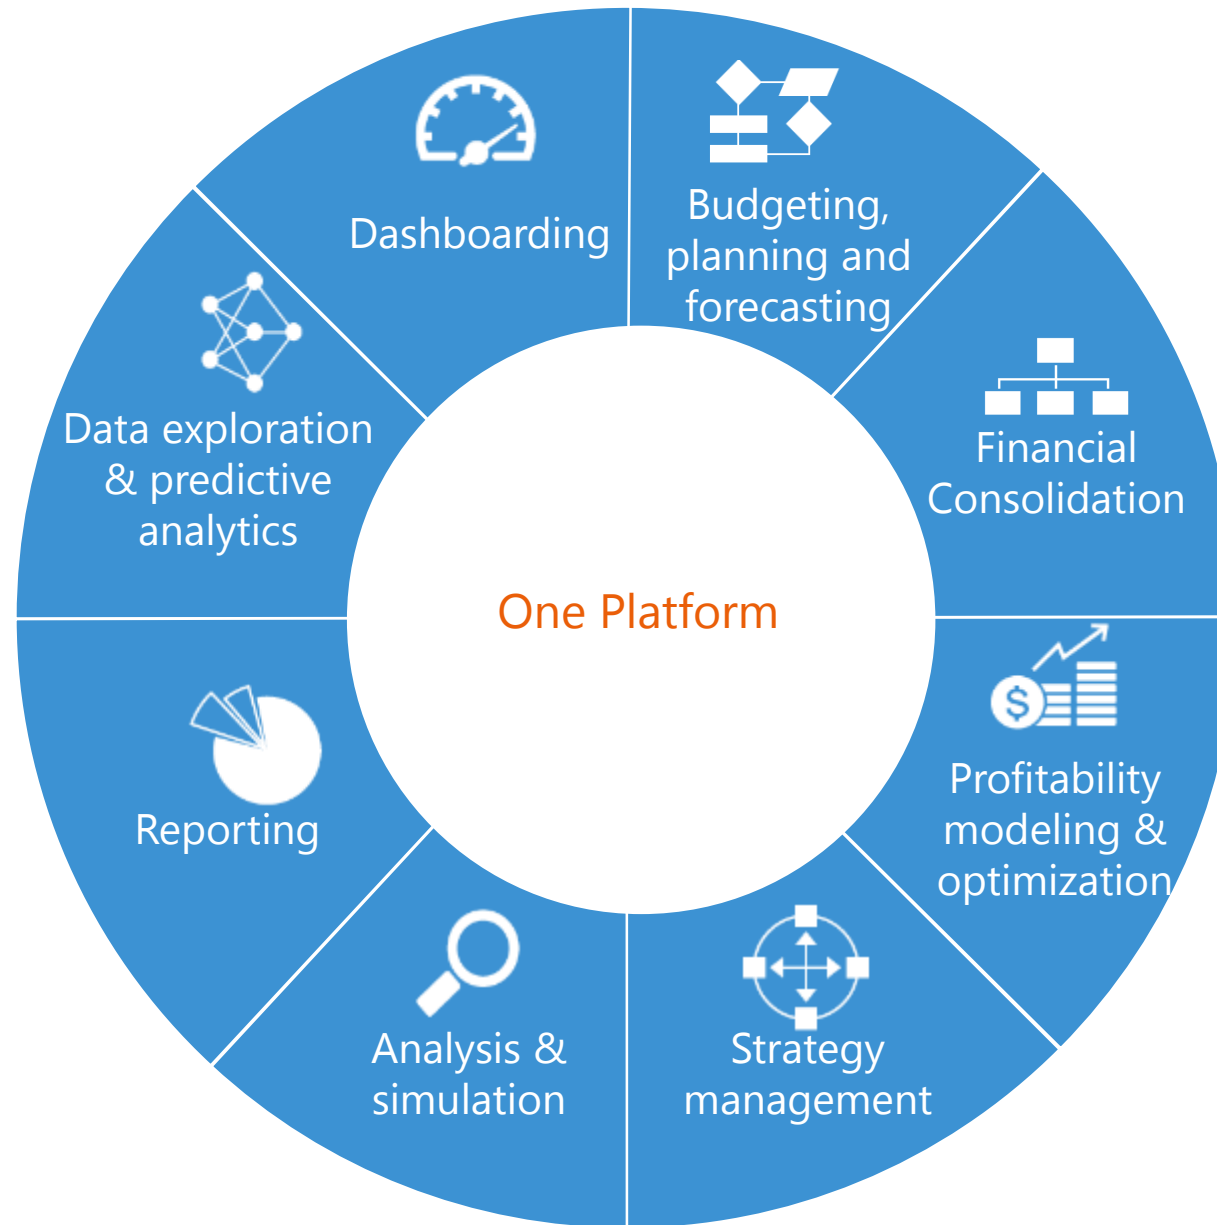 Dashboarding
Budgeting,
planning and
forecasting
Data exploration
& predictive
analytics
Financial
Consolidation
One Platform
$
Profitability
modeling &
optimization
Reporting
Analysis &
simulation
Strategy
management